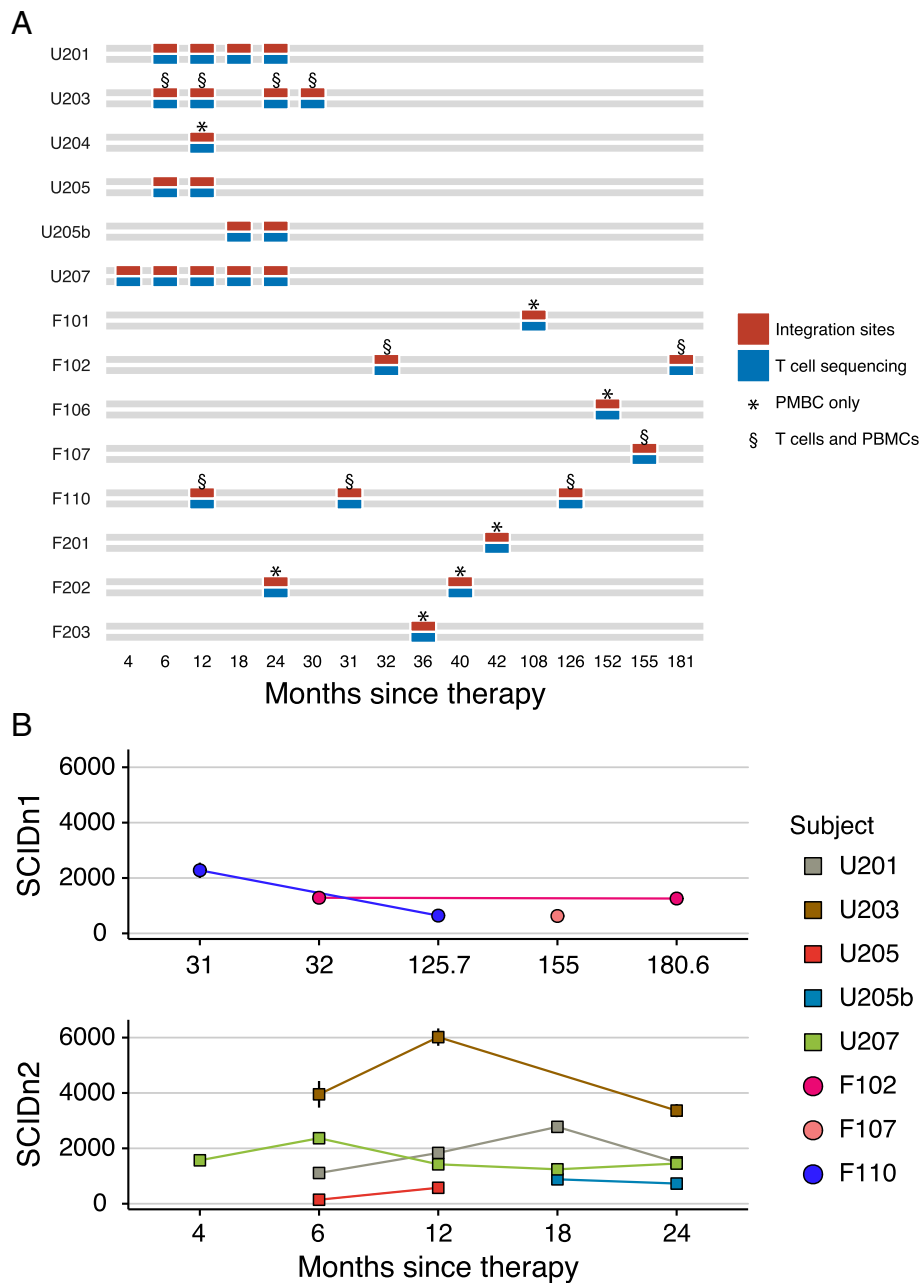 A
U201
§ § § §
U203
*
U204
U205
U205b
U207
*
F101
§ §
F102
*
F106
§
F107
§ § §
F110
*
F201
* *
F202
*
F203
4 6 12 18 24 30 31 32 36 40 42 108 126 152 155 181
Months since therapy
Integration sites
T cell sequencing
* PMBC only
§ T cells and PBMCs
B
SCIDn1
6000
4000
2000
0
31 32 125.7 155 180.6
SCIDn2
6000
4000
2000
0
4 6 12 18 24
Months since therapy
Subject
U201
U203
U205
U205b
U207
F102
F107
F110